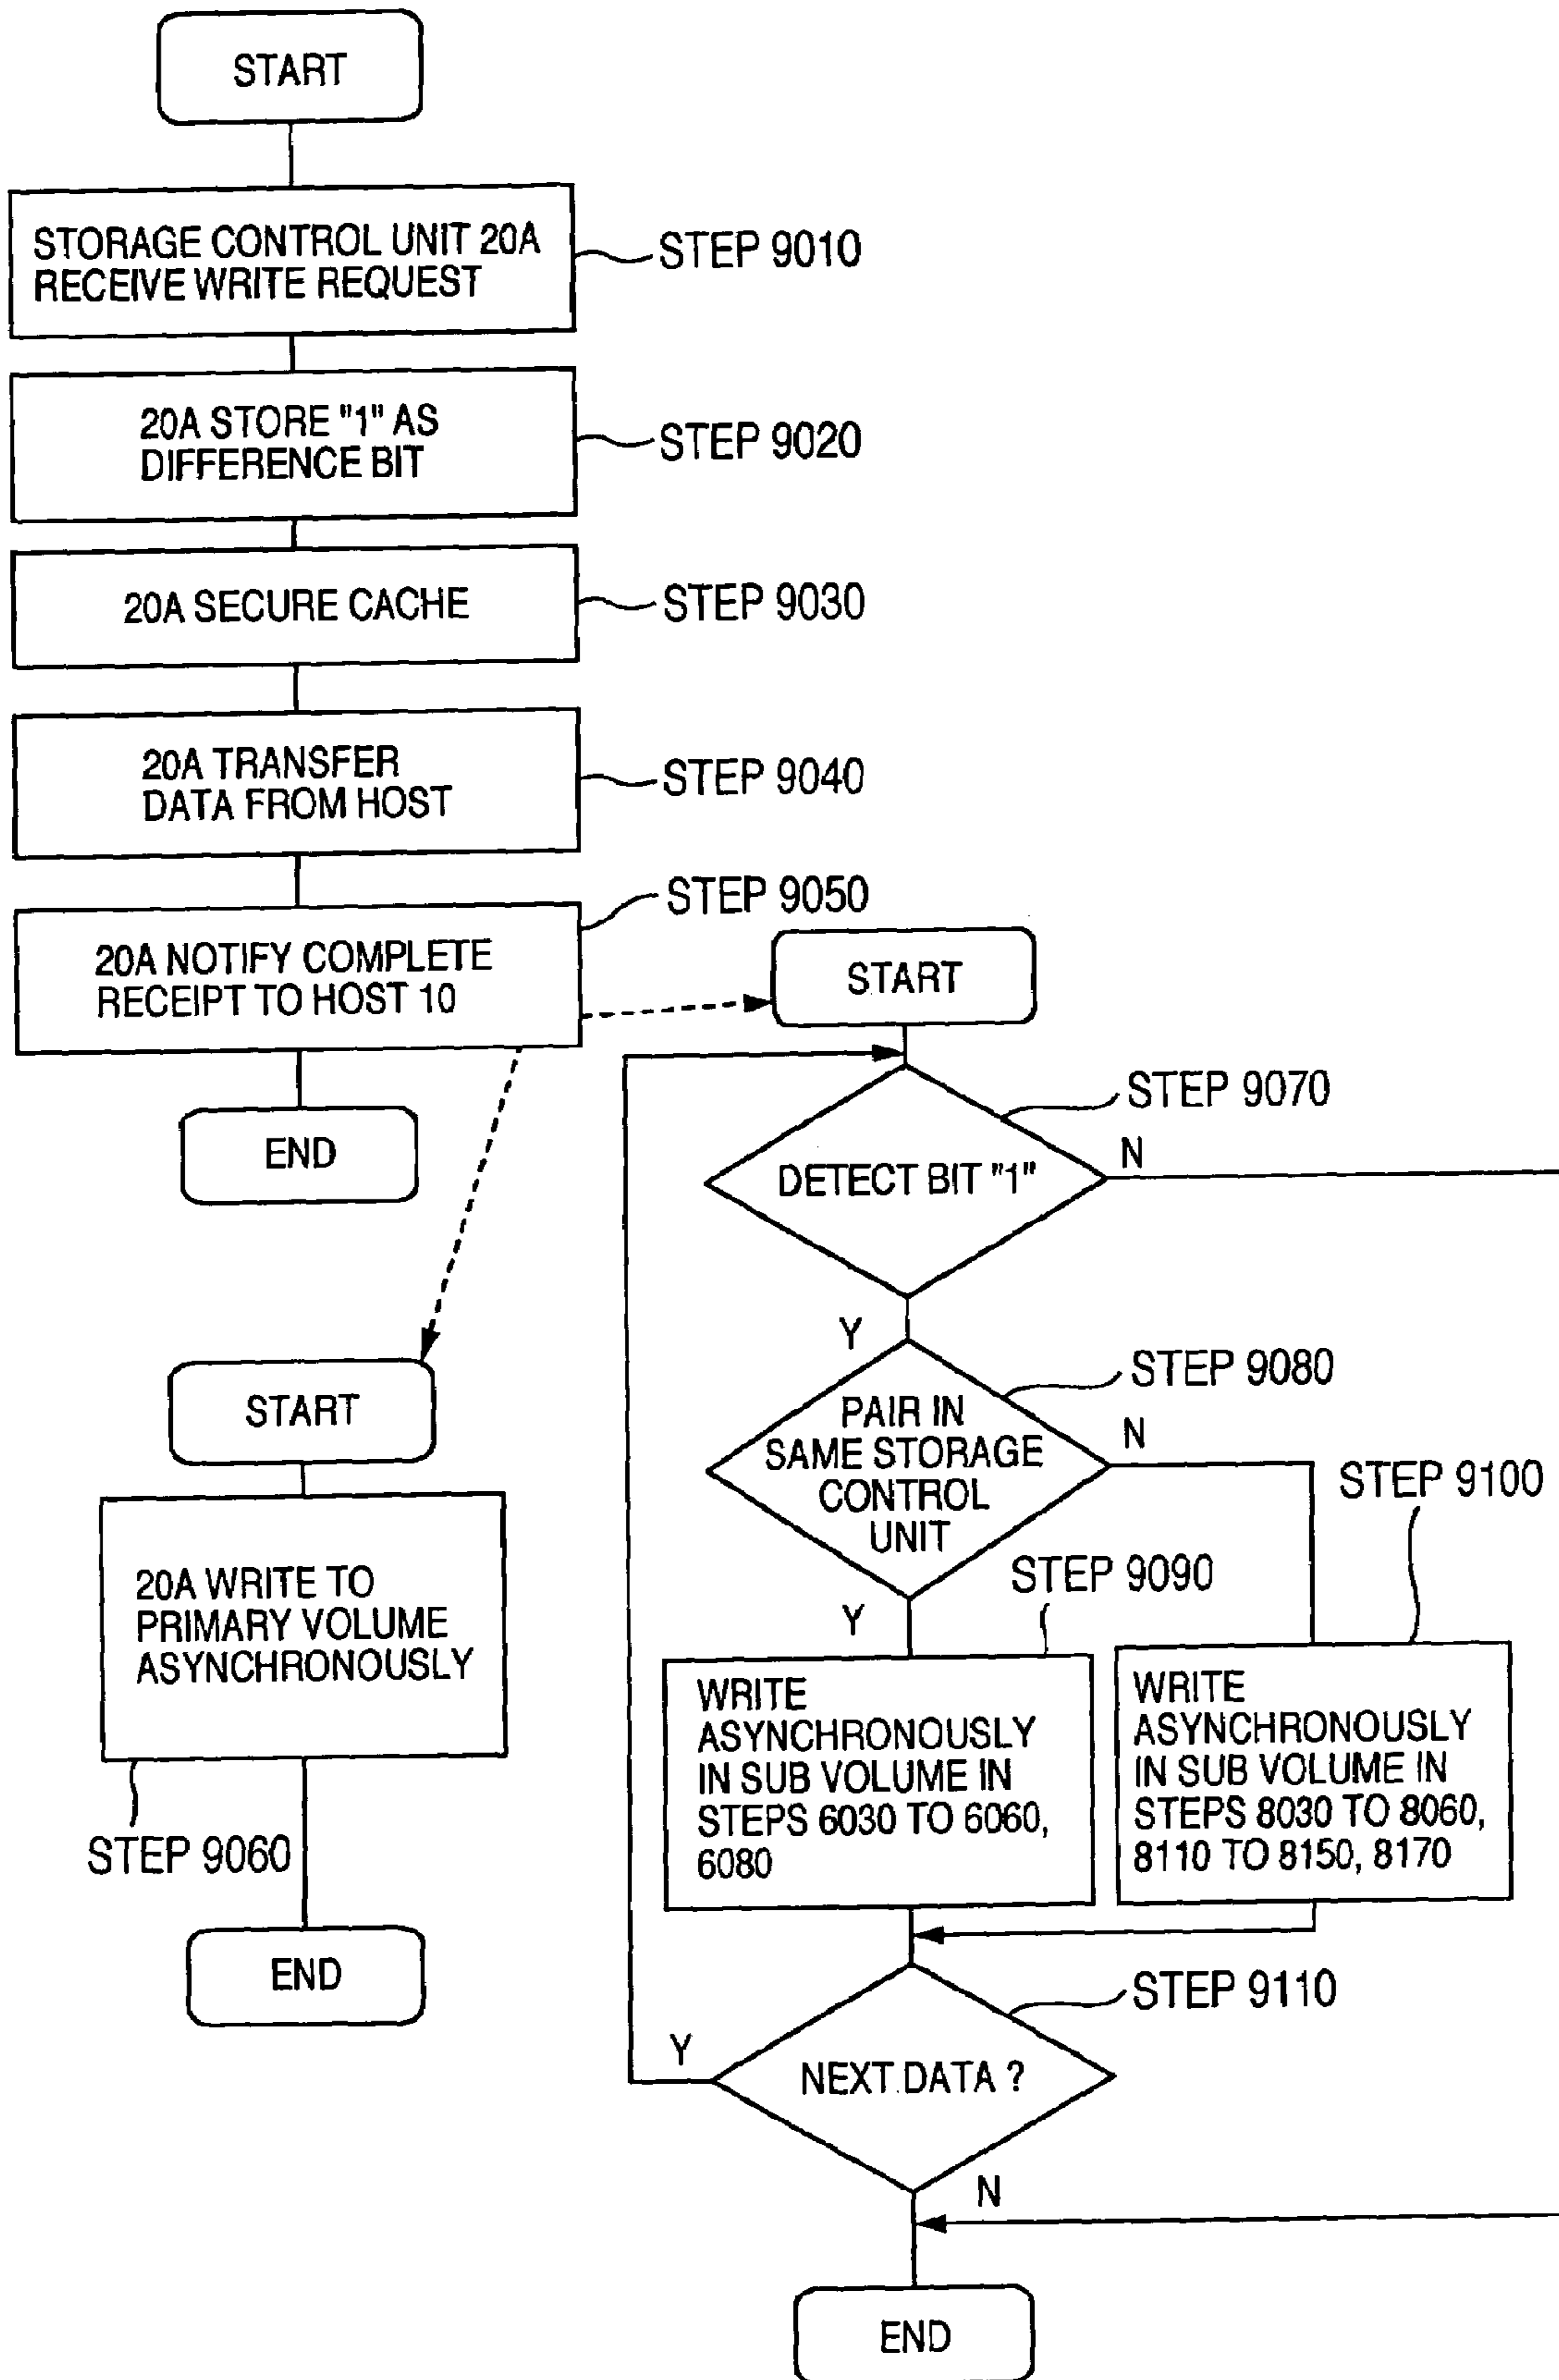 START
STORAGE CONTROL UNIT 20A
RECEIVE WRITE REQUEST
STEP 9010
20A STORE "1" AS
DIFFERENCE BIT
STEP 9020
20A SECURE CACHE
STEP 9030
20A TRANSFER
DATA FROM HOST
STEP 9040
20A NOTIFY COMPLETE
RECEIPT TO HOST 10
STEP 9050
END
START
20A WRITE TO
PRIMARY VOLUME
ASYNCHRONOUSLY
STEP 9060
END
START
DETECT BIT "1"
STEP 9070
N
Y
PAIR IN
SAME STORAGE
CONTROL
UNIT
STEP 9080
N
Y
STEP 9090
WRITE
ASYNCHRONOUSLY
IN SUB VOLUME IN
STEPS 6030 TO 6060,
6080
STEP 9100
WRITE
ASYNCHRONOUSLY
IN SUB VOLUME IN
STEPS 8030 TO 8060,
8110 TO 8150, 8170
STEP 9110
NEXT DATA ?
Y
N
END